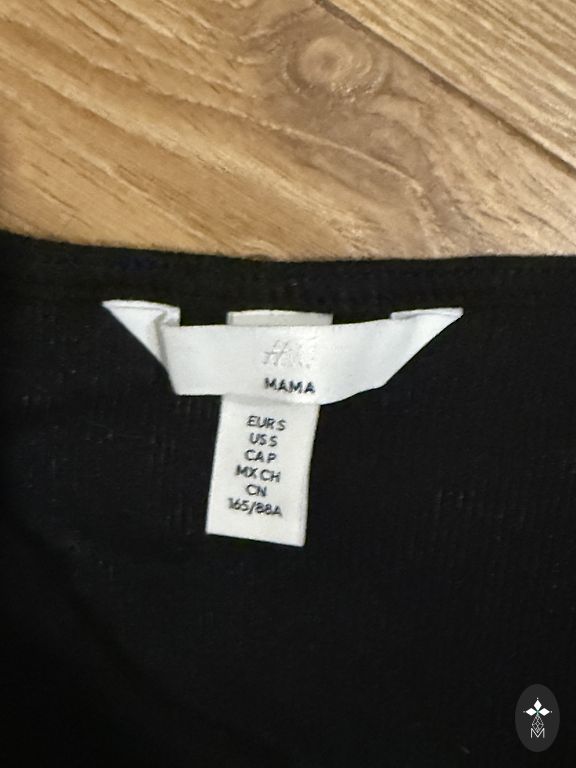 H&M
MAMA
EUR S
US S
CA P
MX CH
CN
165/88A
M